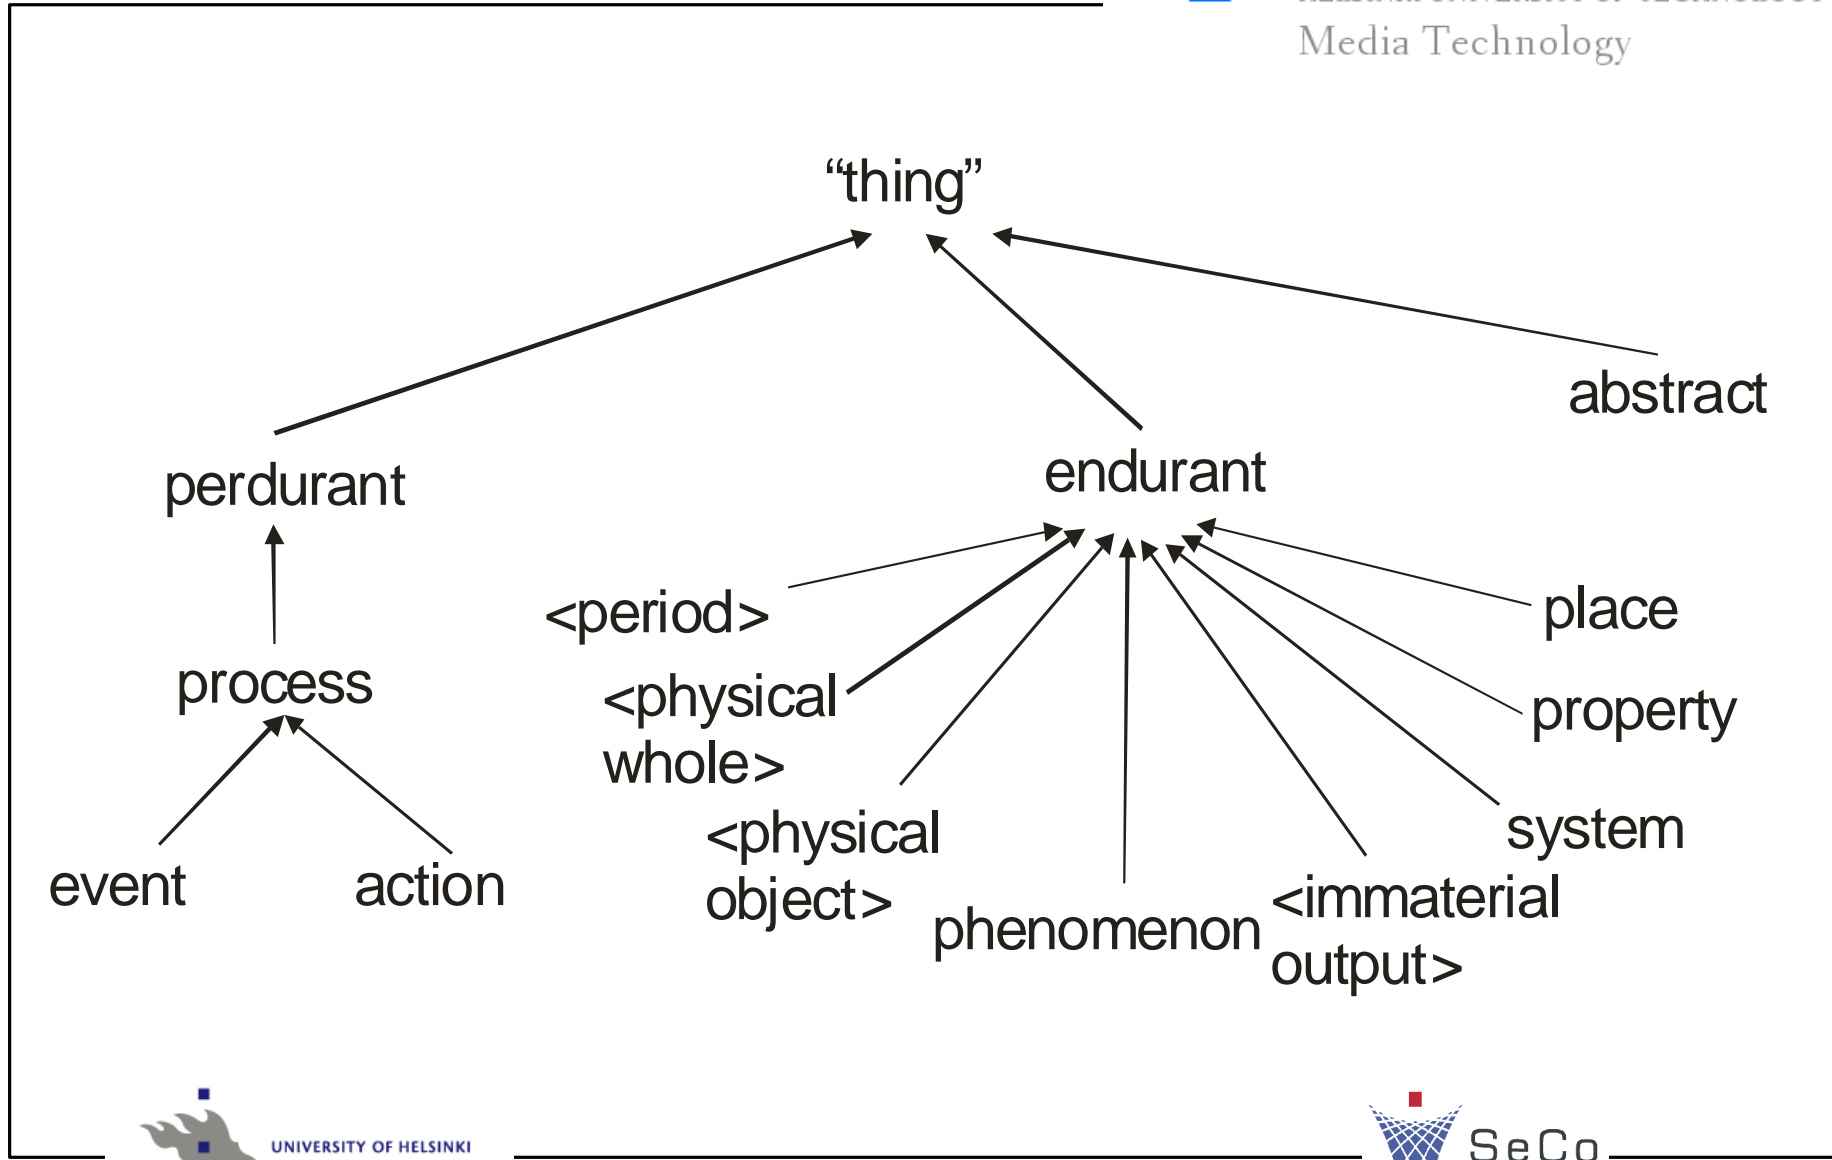 Media Technology
“thing”
abstract
perdurant
endurant
<period>
place
process
<physical
whole>
property
<physical
object>
system
event
action
phenomenon
<immaterial
output>
UNIVERSITY OF HELSINKI
SeCo